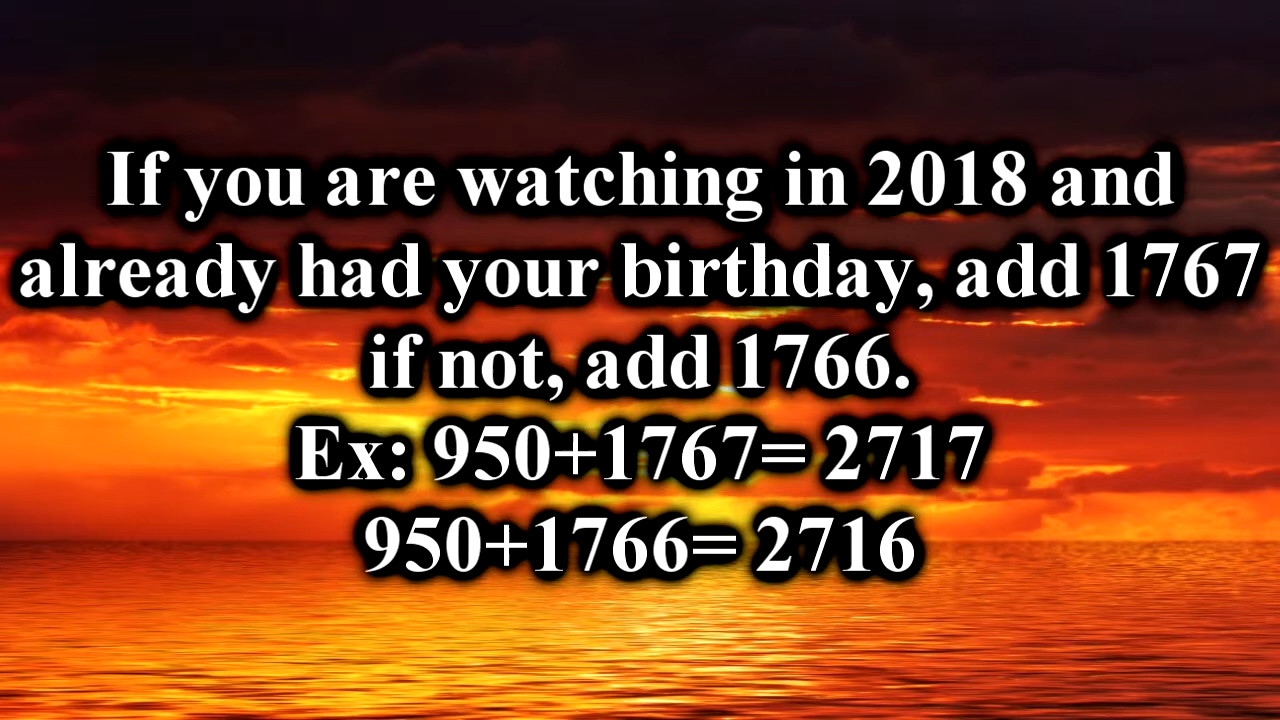 If you are watching in 2018 and
already had your birthday, add 1767
if not, add 1766.
Ex: 950+1767= 2717
950+1766= 2716